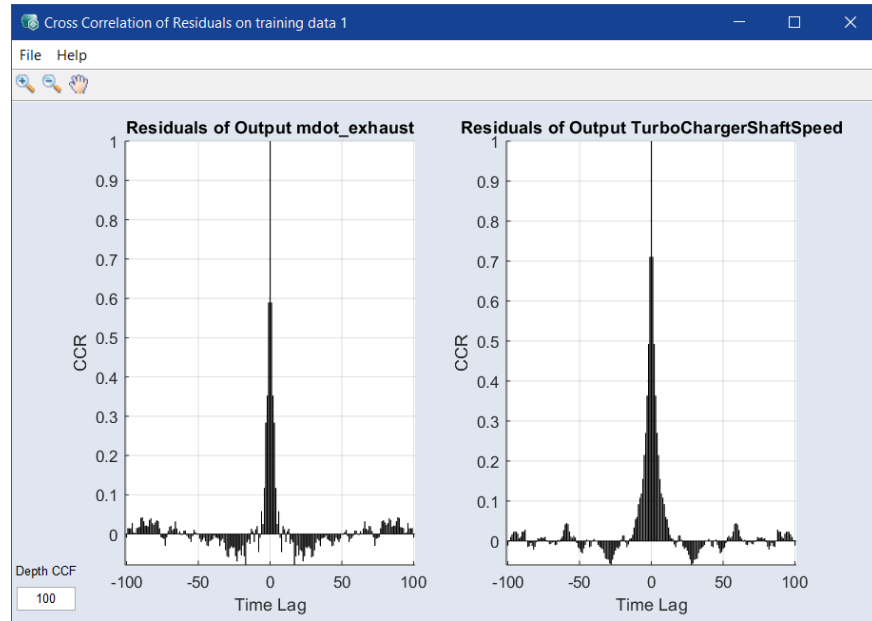 Cross Correlation of Residuals on training data 1
File Help
Residuals of Output mdot_exhaust
1
0.9
0.8
0.7
0.6
0.5
0.4
0.3
0.2
0.1
0
CCR
-100 -50 0 50 100
Time Lag
Residuals of Output TurboChargerShaftSpeed
1
0.9
0.8
0.7
0.6
0.5
0.4
0.3
0.2
0.1
0
CCR
-100 -50 0 50 100
Time Lag
Depth CCF
100